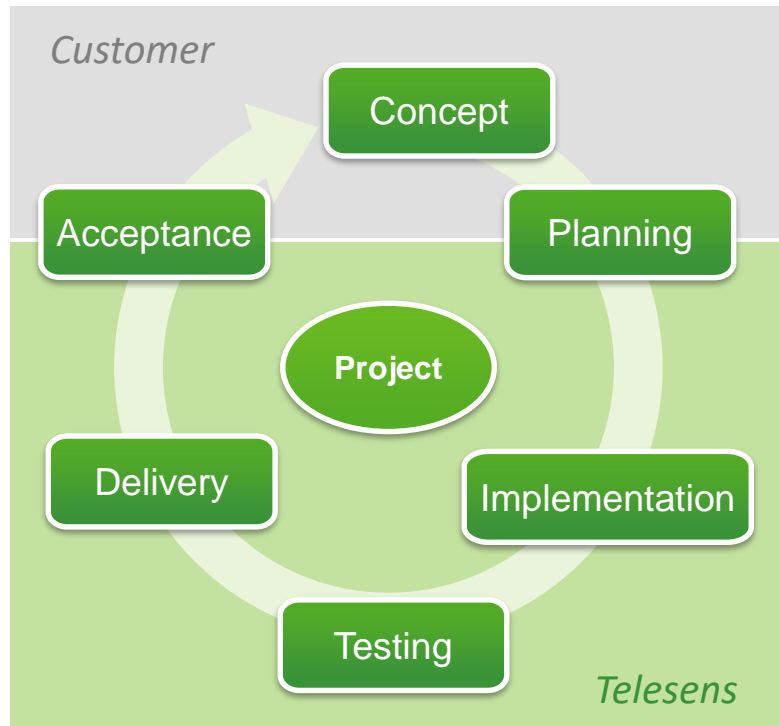 Customer
Concept
Acceptance
Planning
Project
Delivery
Implementation
Testing
Telesens